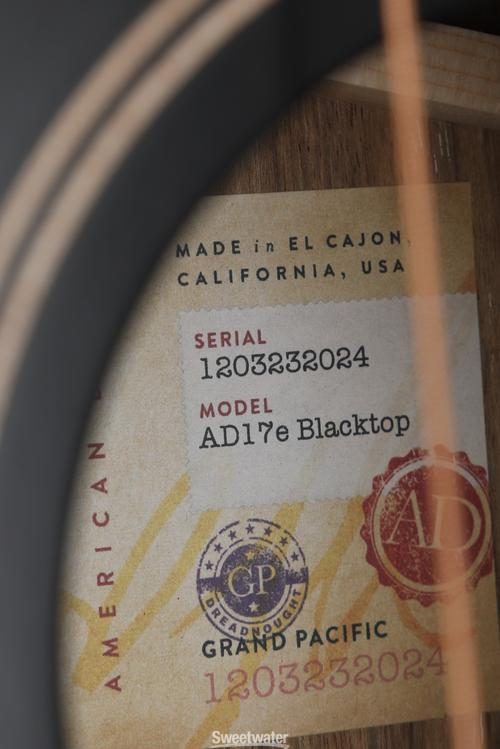 MADE in EL CAJON,
CALIFORNIA, USA
SERIAL
1203232024
MODEL
AD17e Blacktop
AMERICAN
AD
GP
DREADNOUGHT
GRAND PACIFIC
1203232024
Sweetwater